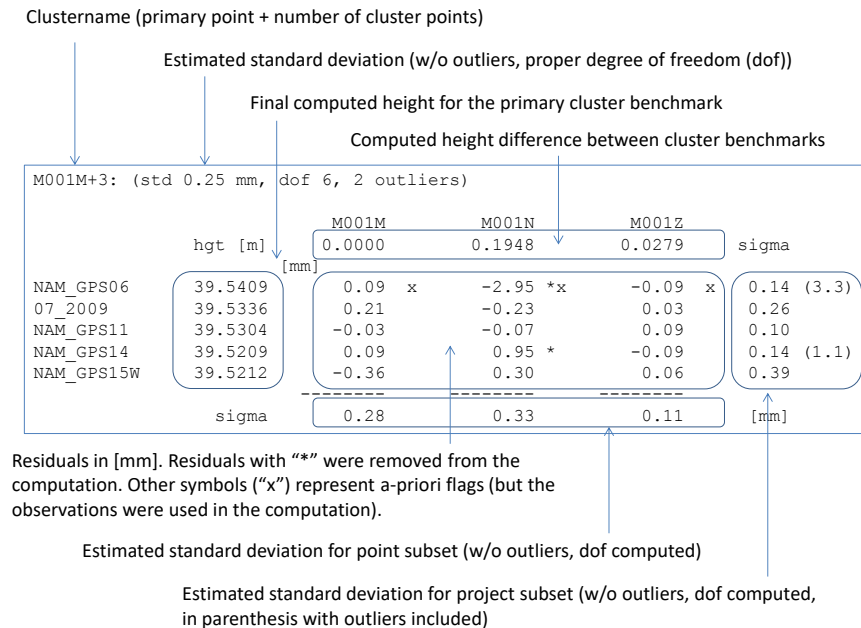 Clustername (primary point + number of cluster points)
Estimated standard deviation (w/o outliers, proper degree of freedom (dof))
Final computed height for the primary cluster benchmark
Computed height difference between cluster benchmarks
M001M+3: (std 0.25 mm, dof 6, 2 outliers)
M001M M001N M001Z
hgt [m] 0.0000 0.1948 0.0279 sigma
[mm]
NAM_GPS06 39.5409 0.09 x -2.95 *x -0.09 x 0.14 (3.3)
07_2009 39.5336 0.21 -0.23 0.03 0.26
NAM_GPS11 39.5304 -0.03 -0.07 0.09 0.10
NAM_GPS14 39.5209 0.09 0.95 * -0.09 0.14 (1.1)
NAM_GPS15W 39.5212 -0.36 0.30 0.06 0.39
-------- -------- --------
sigma 0.28 0.33 0.11 [mm]
Residuals in [mm]. Residuals with “*” were removed from the
computation. Other symbols (“x”) represent a-priori flags (but the
observations were used in the computation).
Estimated standard deviation for point subset (w/o outliers, dof computed)
Estimated standard deviation for project subset (w/o outliers, dof computed,
in parenthesis with outliers included)